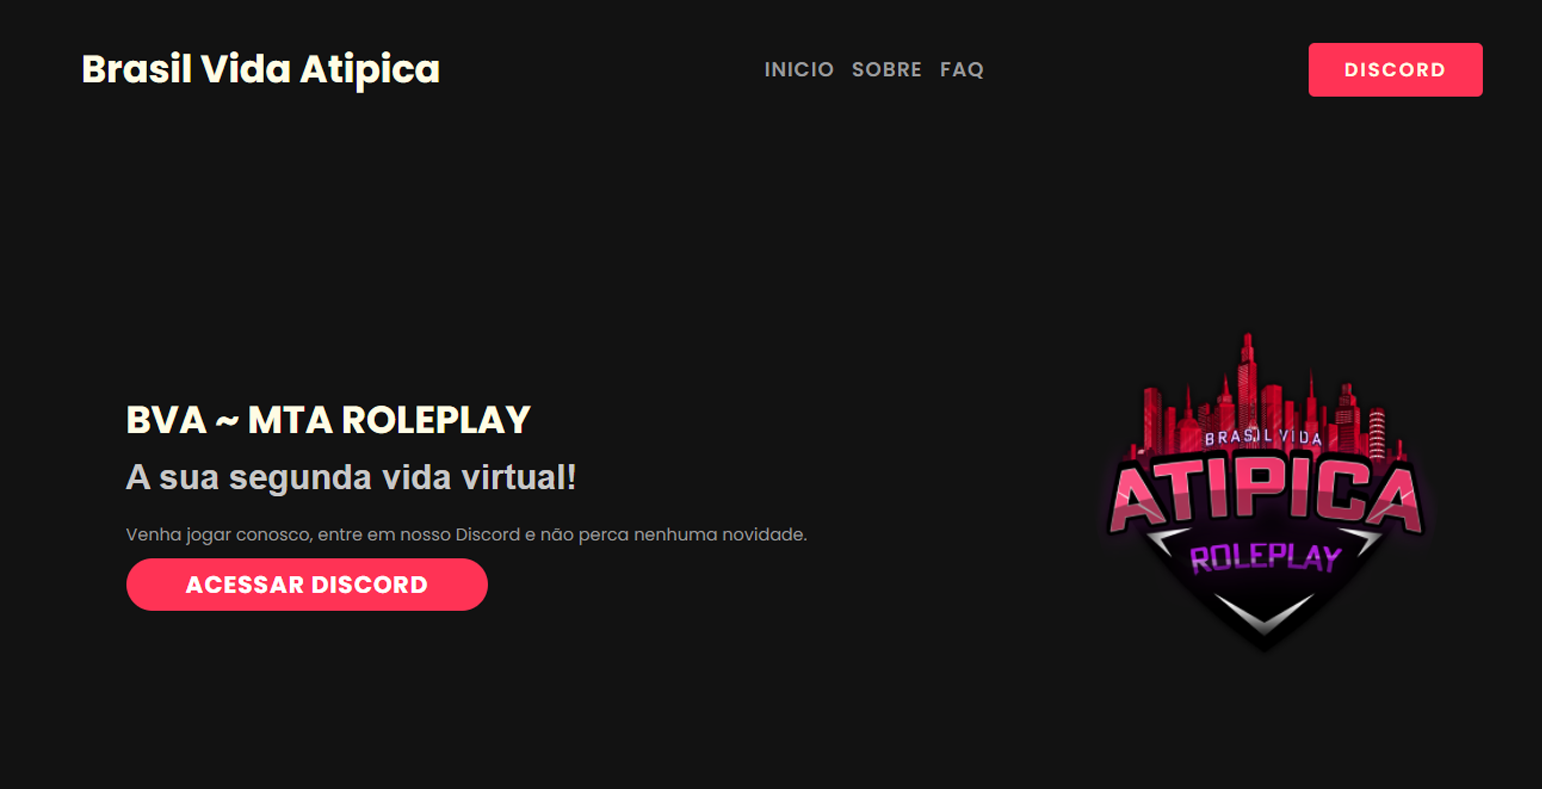 Brasil Vida Atipica
INICIO SOBRE FAQ
DISCORD
BVA ~ MTA ROLEPLAY
A sua segunda vida virtual!
Venha jogar conosco, entre em nosso Discord e não perca nenhuma novidade.
ACESSAR DISCORD
BRASIL VIDA
ATIPICA
ROLEPLAY